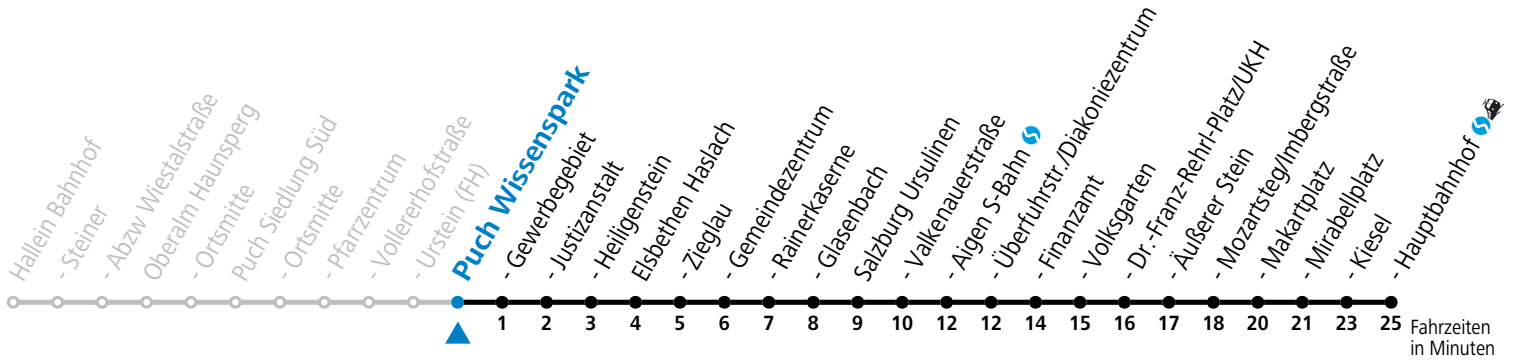 Hallein Bahnhof
- Steiner
- Abzw Wiestalstraße
Oberalm Haunsperg
- Ortsmitte
Puch Siedlung Süd
- Ortsmitte
- Pfarrzentrum
- Vollererhofstraße
- Urstein (FH)
Puch Wissenspark
- Gewerbegebiet
- Justizanstalt
- Heiligenstein
Elsbethen Haslach
- Zieglau
- Gemeindezentrum
- Rainerkaserne
- Glasenbach
Salzburg Ursulinen
- Valkenauerstraße
- Aigen S-Bahn
- Überfuhrstr./Diakoniezentrum
- Finanzamt
- Volksgarten
- Dr.-Franz-Rehrl-Platz/UKH
- Äußerer Stein
- Mozartsteg/Imbergstraße
- Makartplatz
- Mirabellplatz
- Kiesel
- Hauptbahnhof
1 2 3 4 5 6 7 8 9 10 12 12 14 15 16 17 18 20 21 23 25
Fahrzeiten
in Minuten